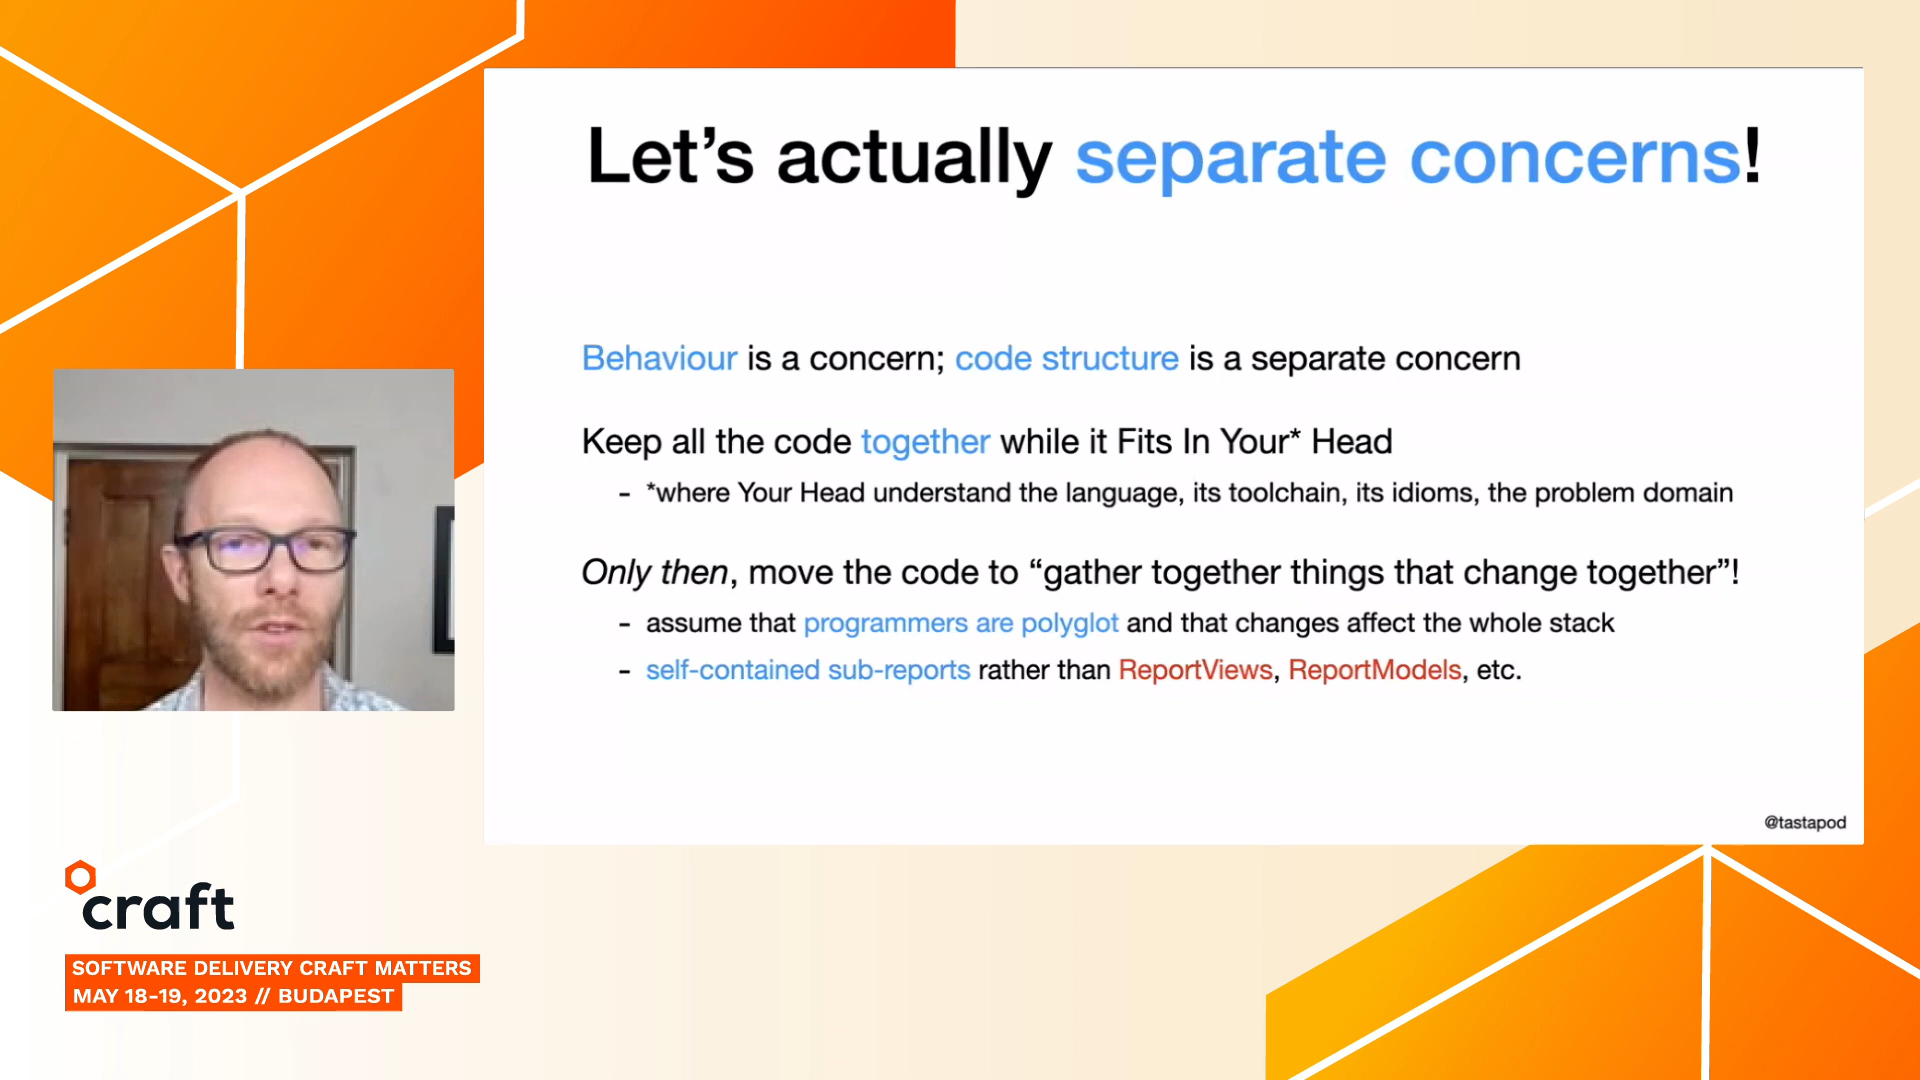 Let's actually separate concerns!
Behaviour is a concern; code structure is a separate concern
Keep all the code together while it Fits In Your* Head
- *where Your Head understand the language, its toolchain, its idioms, the problem domain
Only then, move the code to “gather together things that change together”!
- assume that programmers are polyglot and that changes affect the whole stack
- self-contained sub-reports rather than ReportViews, ReportModels, etc.
@tastapod
craft
SOFTWARE DELIVERY CRAFT MATTERS
MAY 18-19, 2023 // BUDAPEST